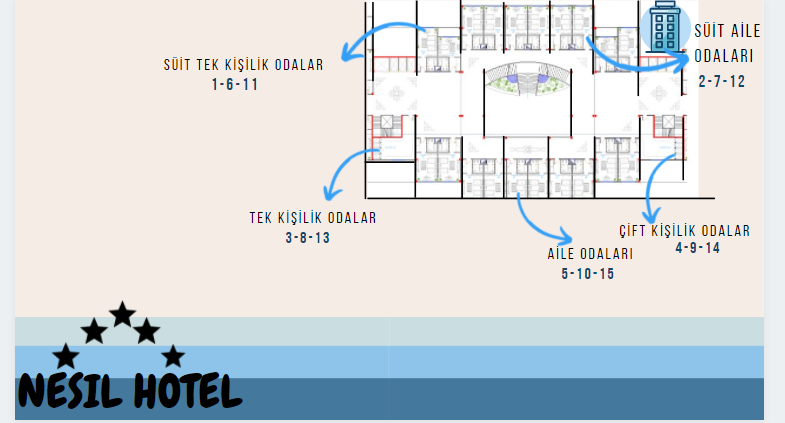 SÜİT AİLE
ODALARI
2-7-12
SÜİT TEK KİŞİLİK ODALAR
1-6-11
TEK KİŞİLİK ODALAR
3-8-13
ÇİFT KİŞİLİK ODALAR
4-9-14
AİLE ODALARI
5-10-15
NESIL HOTEL